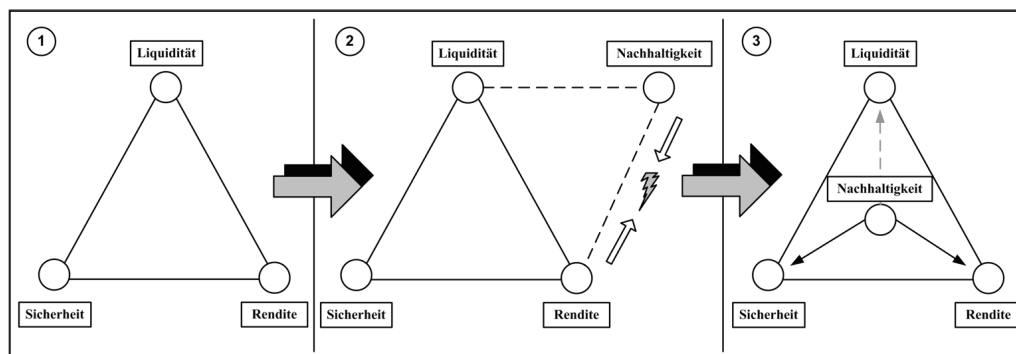 1
Liquidität
Sicherheit
Rendite
2
Liquidität
Nachhaltigkeit
Sicherheit
Rendite
3
Liquidität
Nachhaltigkeit
Sicherheit
Rendite